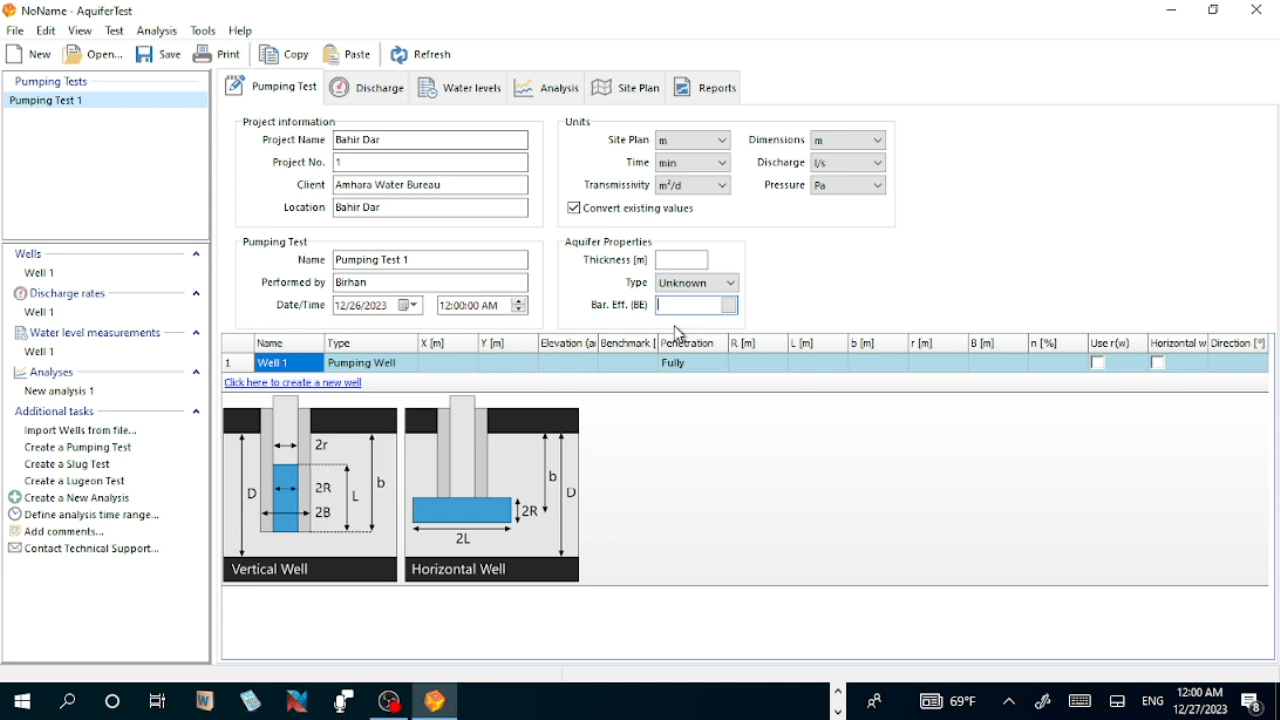 NoName - AquiferTest
File Edit View Test Analysis Tools Help
New Open... Save Print Copy Paste Refresh
Pumping Tests
Pumping Test 1
Pumping Test Discharge Water levels Analysis Site Plan Reports
Project information
Project Name Bahir Dar
Project No. 1
Client Amhara Water Bureau
Location Bahir Dar
Units
Site Plan m Dimensions m
Time min Discharge l/s
Transmissivity m²/d Pressure Pa
Convert existing values
Pumping Test
Name Pumping Test 1
Performed by Birhan
Date/Time 12/26/2023 12:00:00 AM
Aquifer Properties
Thickness [m]
Type Unknown
Bar. Eff. (BE)
Wells
Well 1
Discharge rates
Well 1
Water level measurements
Well 1
Analyses
New analysis 1
Additional tasks
Import Wells from file...
Create a Pumping Test
Create a Slug Test
Create a Lugeon Test
Create a New Analysis
Define analysis time range...
Add comments...
Contact Technical Support...
Name Type X [m] Y [m] Elevation (a Benchmark [ Penetration R [m] L [m] b [m] r [m] B [m] n [%] Use r(w) Horizontal w Direction [°]
1 Well 1 Pumping Well Fully
Click here to create a new well
2r
D 2R L b
2B
Vertical Well
b D
2R
2L
Horizontal Well
69°F ENG 12:00 AM
12/27/2023 8